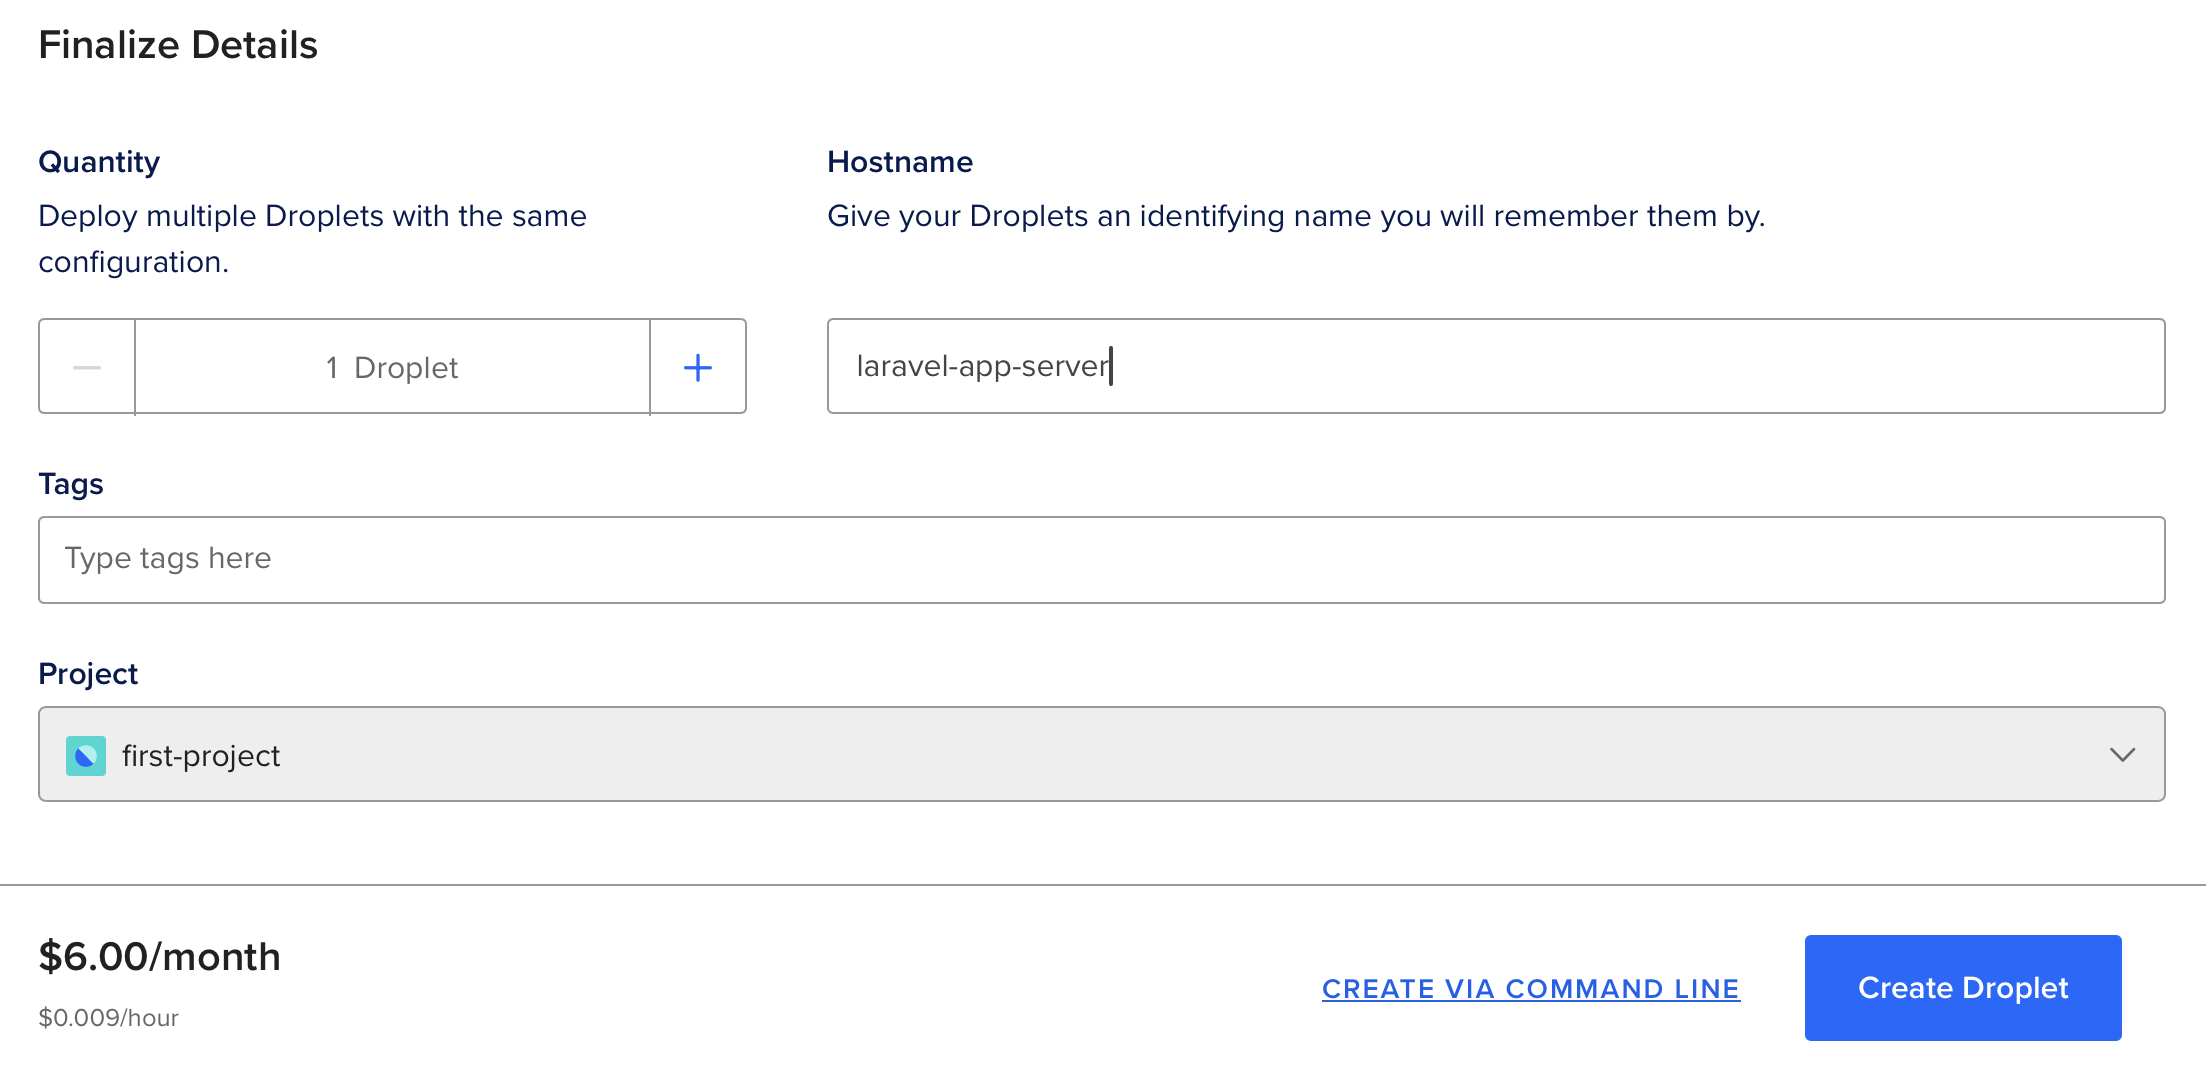 Finalize Details
Quantity
Deploy multiple Droplets with the same
configuration.
1 Droplet
Hostname
Give your Droplets an identifying name you will remember them by.
laravel-app-server
Tags
Type tags here
Project
first-project
$6.00/month
$0.009/hour
CREATE VIA COMMAND LINE
Create Droplet